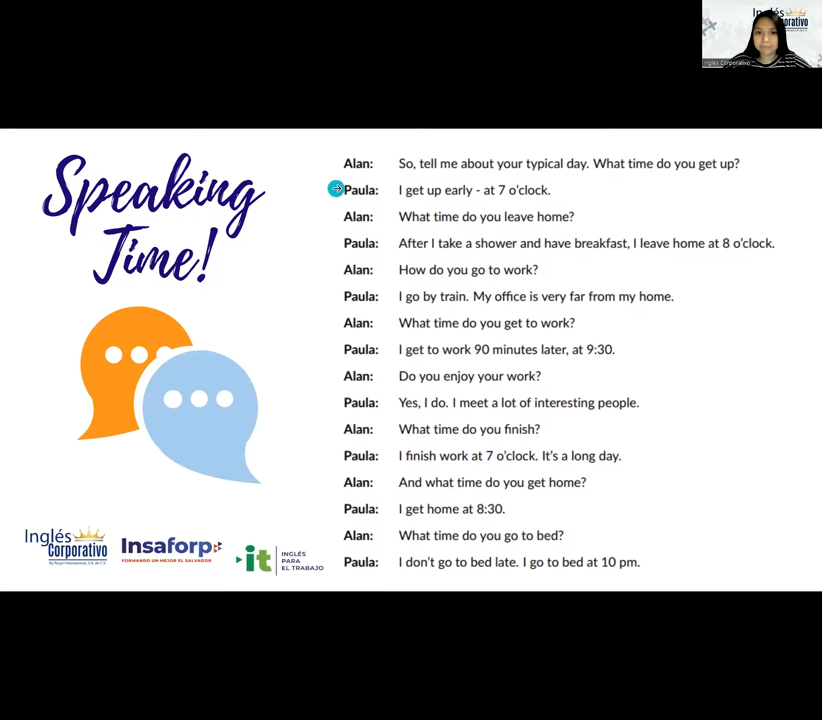 Inglés
Corporativo
Inglés Corporativo
Speaking
Time!
Alan: So, tell me about your typical day. What time do you get up?
Paula: I get up early - at 7 o'clock.
Alan: What time do you leave home?
Paula: After I take a shower and have breakfast, I leave home at 8 o'clock.
Alan: How do you go to work?
Paula: I go by train. My office is very far from my home.
Alan: What time do you get to work?
Paula: I get to work 90 minutes later, at 9:30.
Alan: Do you enjoy your work?
Paula: Yes, I do. I meet a lot of interesting people.
Alan: What time do you finish?
Paula: I finish work at 7 o'clock. It's a long day.
Alan: And what time do you get home?
Paula: I get home at 8:30.
Alan: What time do you go to bed?
Paula: I don't go to bed late. I go to bed at 10 pm.
Inglés
Corporativo
Insaforp
FORMANDO UN MEJOR EL SALVADOR
it
INGLÉS
PARA
EL TRABAJO